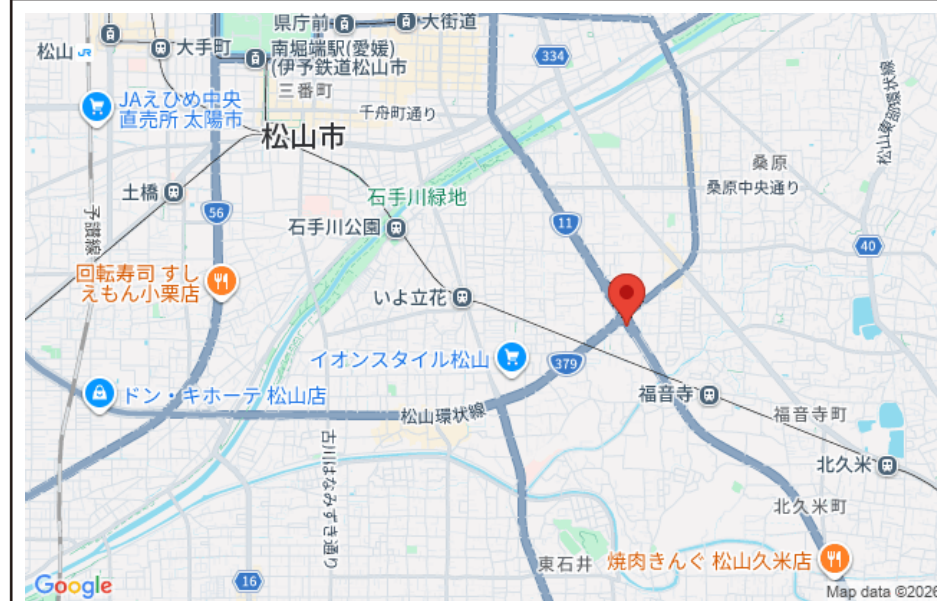 県庁前
大街道
松山
大手町
南堀端駅(愛媛)
(伊予鉄道松山市
三番町
334
JAえひめ中央
直売所 太陽市
千舟町通り
松山市
松山東部環状線
桑原
桑原中央通り
土橋
石手川緑地
56
石手川公園
11
予讃線
40
回転寿司 すし
えもん小栗店
いよ立花
イオンスタイル松山
379
ドン・キホーテ 松山店
福音寺
松山環状線
福音寺町
古川はなみずき通り
北久米
北久米町
東石井
焼肉きんぐ 松山久米店
16
Google
Map data ©2026